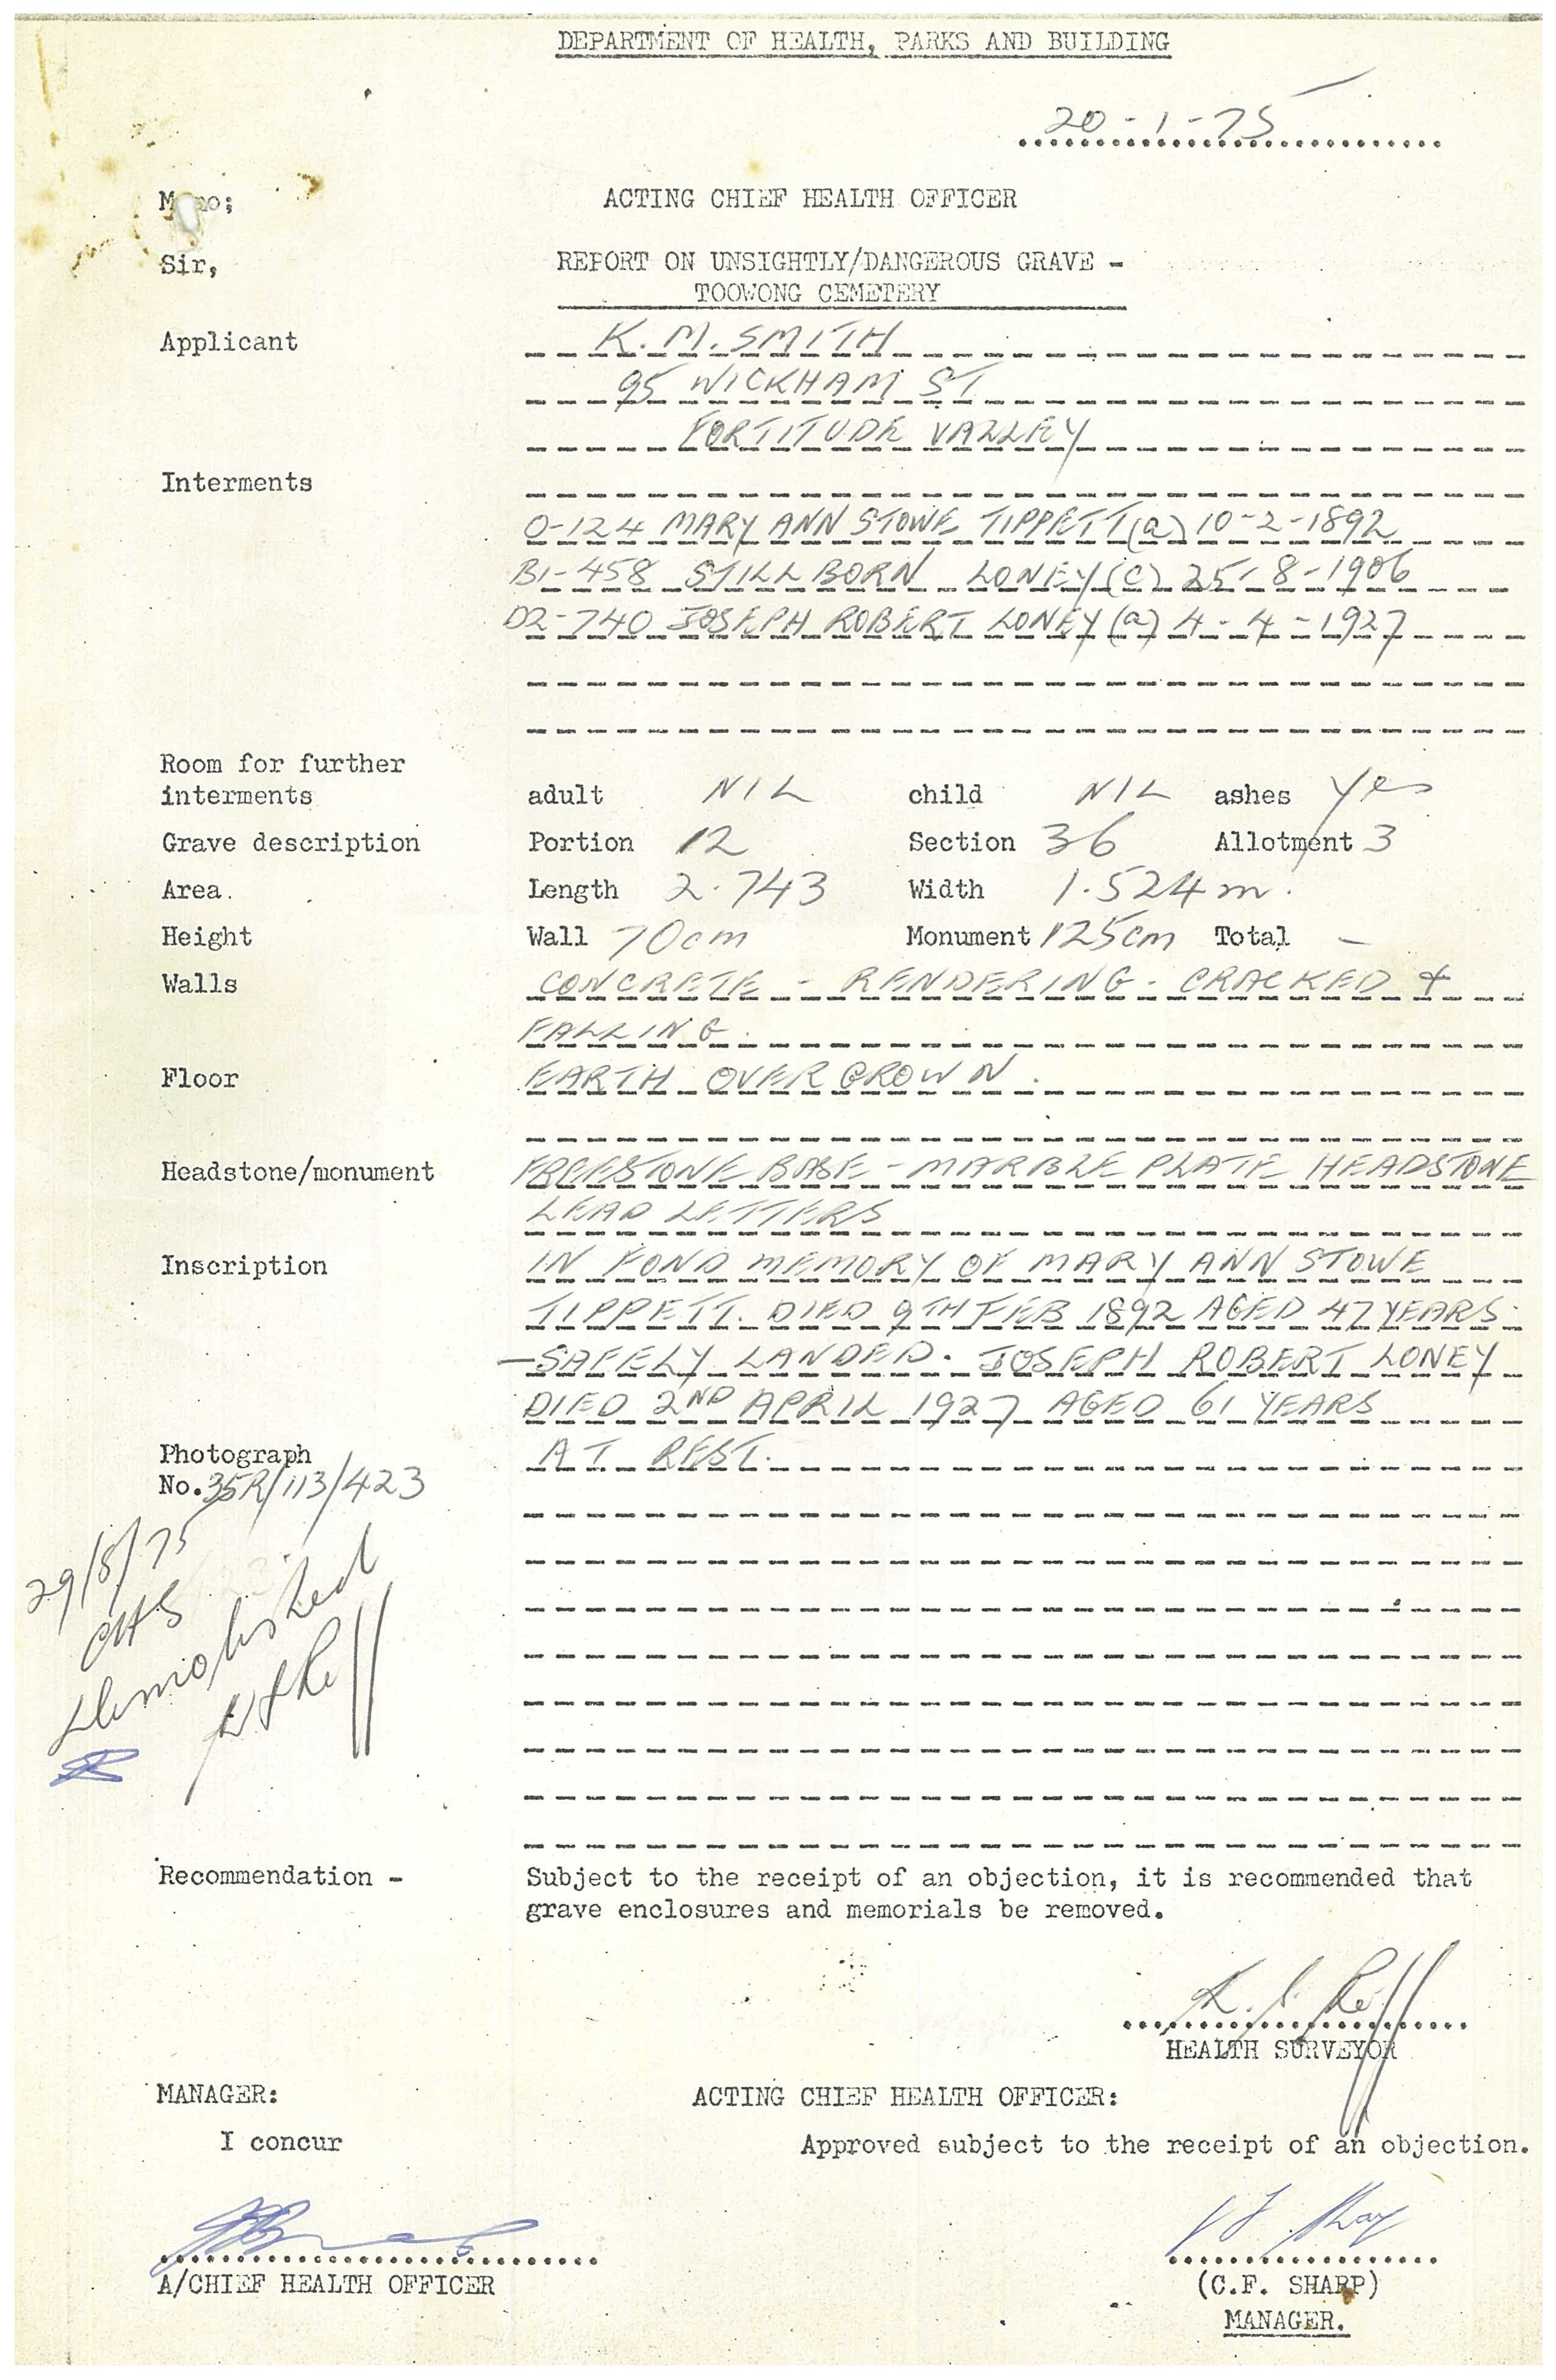 DEPARTMENT OF HEALTH, PARKS AND BUILDING
20-1-75
Memo;
ACTING CHIEF HEALTH OFFICER
Sir,
REPORT ON UNSIGHTLY/DANGEROUS GRAVE -
TOOWONG CEMETERY
Applicant K.M. SMITH
95 WICKHAM ST
FORTITUDE VALLEY
Interments
O-124 MARY ANN STOWE TIPPETT (a) 10-2-1892
B1-458 STILLBORN LONEY (C) 25-8-1906
D2-740 JOSEPH ROBERT LONEY (a) 4-4-1927
Room for further
interments adult NIL child NIL ashes Yes
Grave description Portion 12 Section 36 Allotment 3
Area. Length 2.743 Width 1.524 m.
Height Wall 70cm Monument 125cm Total -
Walls CONCRETE - RENDERING - CRACKED &
FALLING.
Floor EARTH OVERGROWN.
Headstone/monument FREESTONE BASE - MARBLE PLATE HEADSTONE
LEAD LETTERS
Inscription IN FOND MEMORY OF MARY ANN STOWE
TIPPETT. DIED 9TH FEB 1892 AGED 47 YEARS.
- SAFELY LANDED. JOSEPH ROBERT LONEY
DIED 2ND APRIL 1927 AGED 61 YEARS
AT REST.
Photograph
No. 35R/113/423
29/8/75
demolished
Recommendation - Subject to the receipt of an objection, it is recommended that
grave enclosures and memorials be removed.
HEALTH SURVEYOR
MANAGER:
ACTING CHIEF HEALTH OFFICER:
I concur
Approved subject to the receipt of an objection.
A/CHIEF HEALTH OFFICER
(C.F. SHARP)
MANAGER.